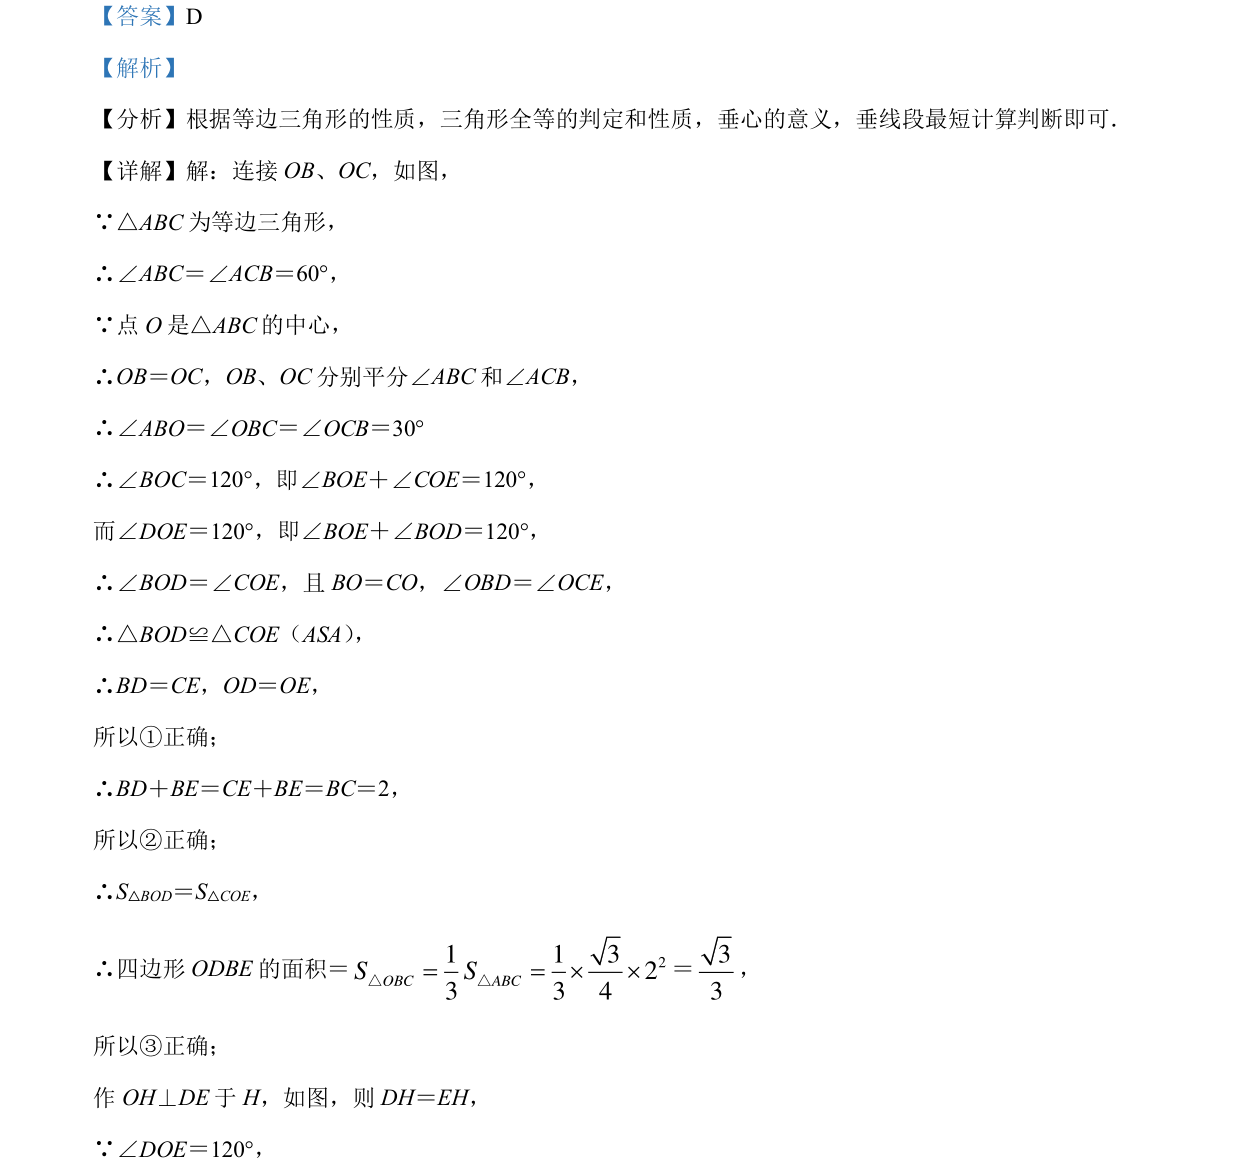 【答案】D
【解析】
【分析】根据等边三角形的性质，三角形全等的判定和性质，垂心的意义，垂线段最短计算判断即可．
【详解】解：连接 OB、OC，如图，
∵△ABC 为等边三角形，
∴∠ABC＝∠ACB＝60°，
∵点 O 是△ABC 的中心，
∴OB＝OC，OB、OC 分别平分∠ABC 和∠ACB，
∴∠ABO＝∠OBC＝∠OCB＝30°
∴∠BOC＝120°，即∠BOE＋∠COE＝120°，
而∠DOE＝120°，即∠BOE＋∠BOD＝120°，
∴∠BOD＝∠COE，且 BO＝CO，∠OBD＝∠OCE，
∴△BOD≌△COE（ASA），
∴BD＝CE，OD＝OE，
所以①正确；
∴BD＋BE＝CE＋BE＝BC＝2，
所以②正确；
∴S△BOD＝S△COE，
∴四边形 ODBE 的面积＝S△OBC＝1/3 S△ABC＝1/3×√3/4×2²＝√3/3，
所以③正确；
作 OH⊥DE 于 H，如图，则 DH＝EH，
∵∠DOE＝120°，